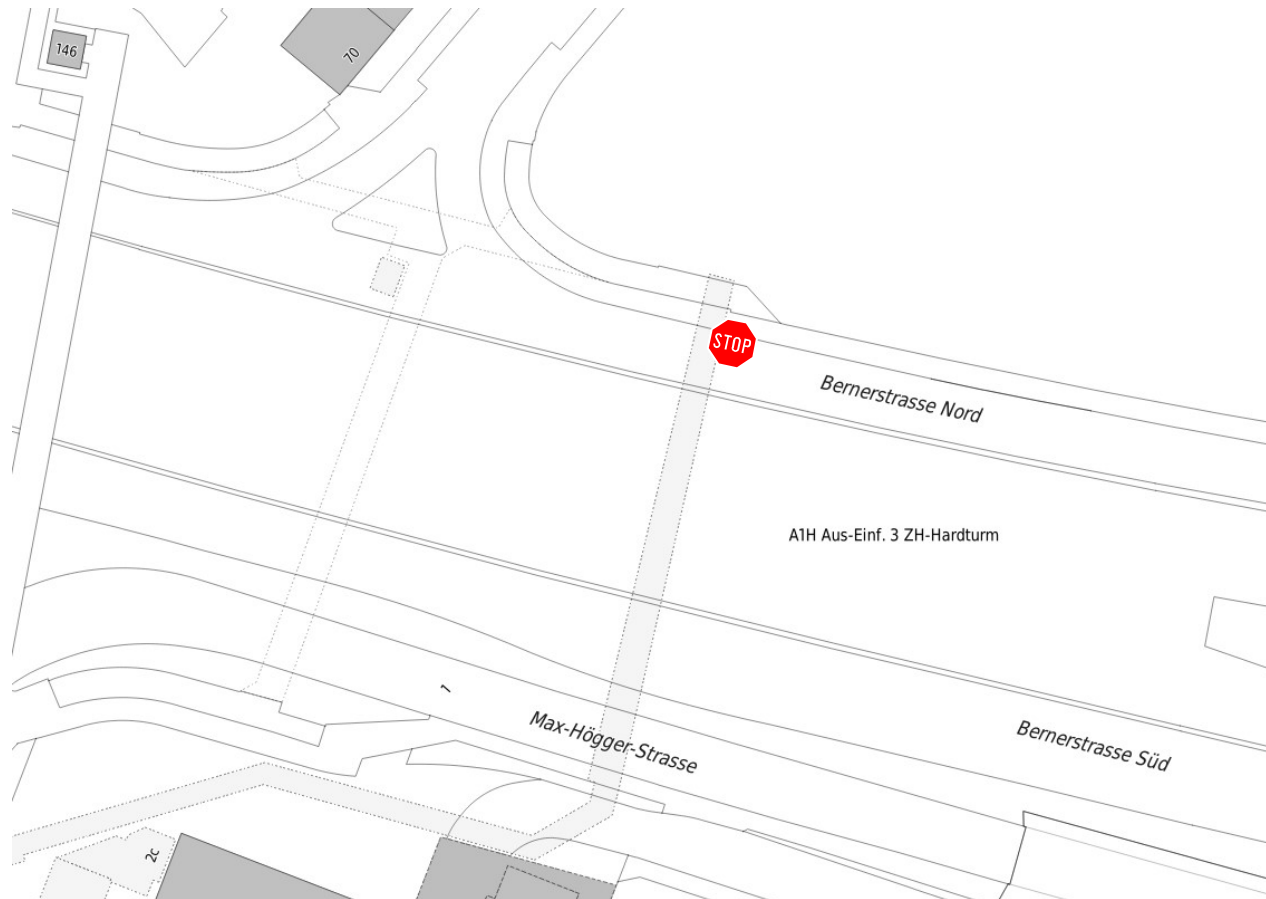 146
70
STOP
Bernerstrasse Nord
A1H Aus-Einf. 3 ZH-Hardturm
1
Max-Högger-Strasse
Bernerstrasse Süd
2c